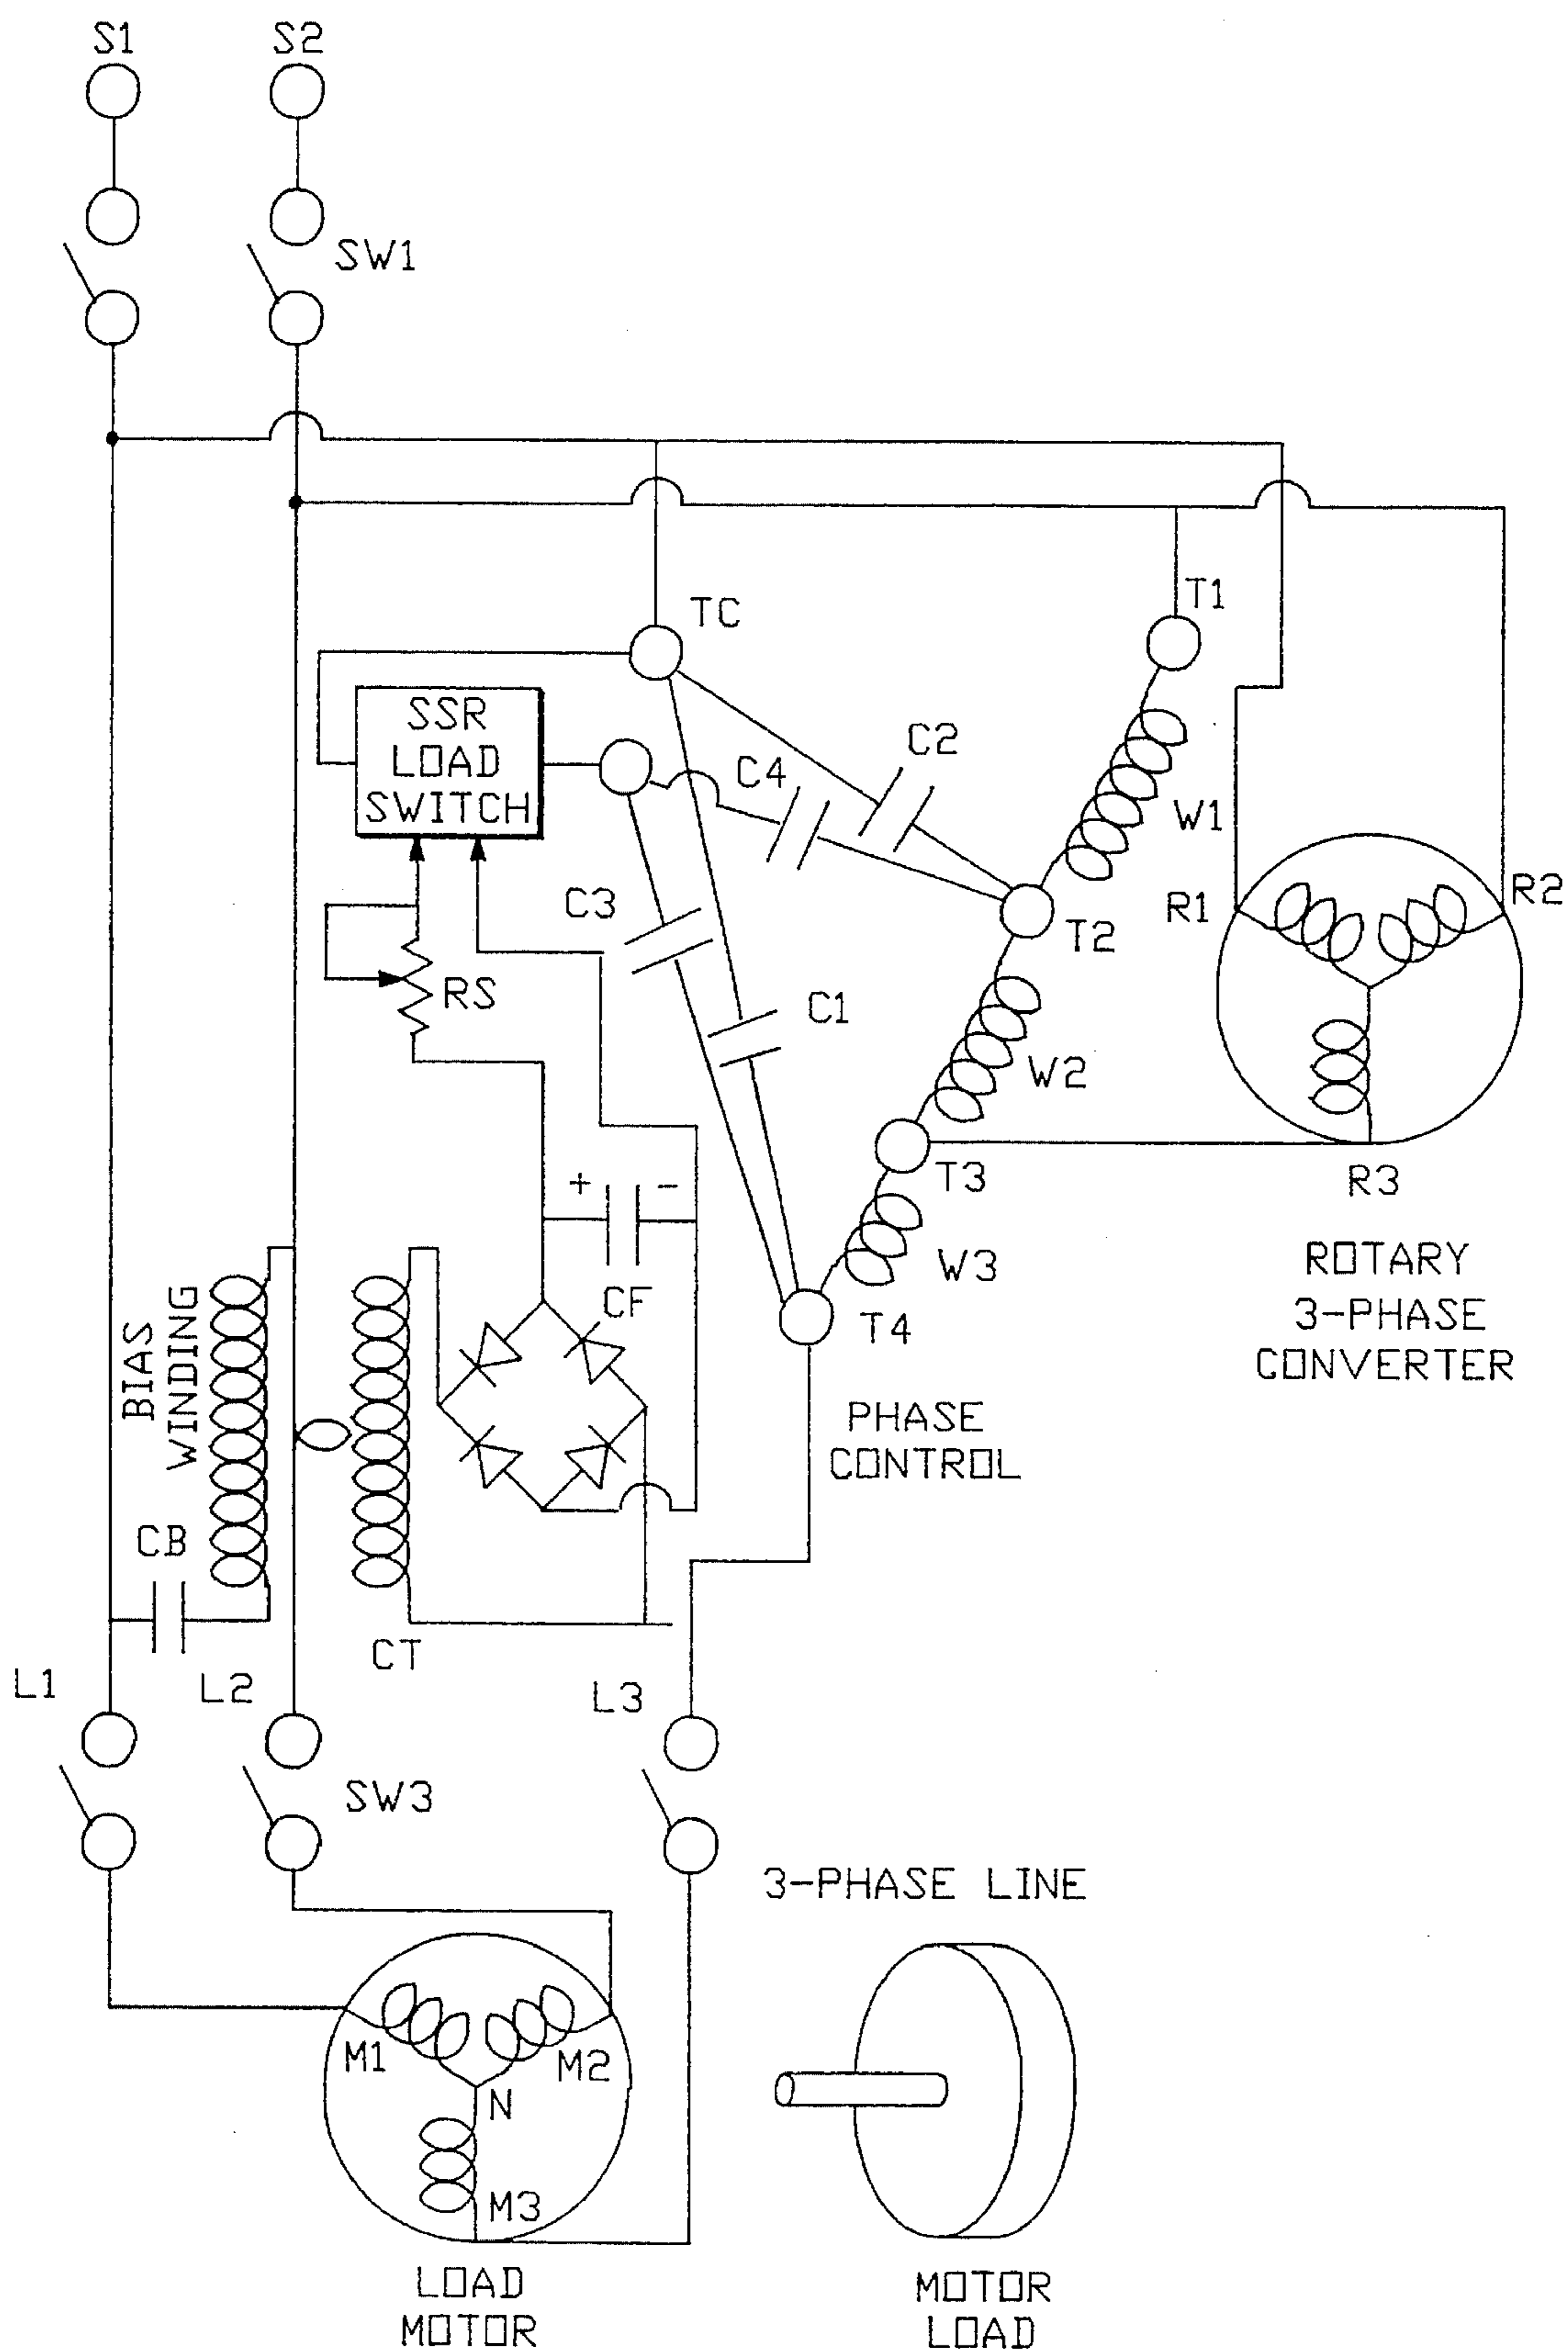 S1 S2
SW1
TC
T1
SSR
LOAD
SWITCH
C2
C4
W1
C3
R1
R2
T2
RS
C1
W2
T3
R3
+ -
CF
W3
T4
ROTARY
3-PHASE
CONVERTER
BIAS
WINDING
PHASE
CONTROL
CB
CT
L1
L2
L3
SW3
3-PHASE LINE
M1
M2
N
M3
LOAD
MOTOR
MOTOR
LOAD